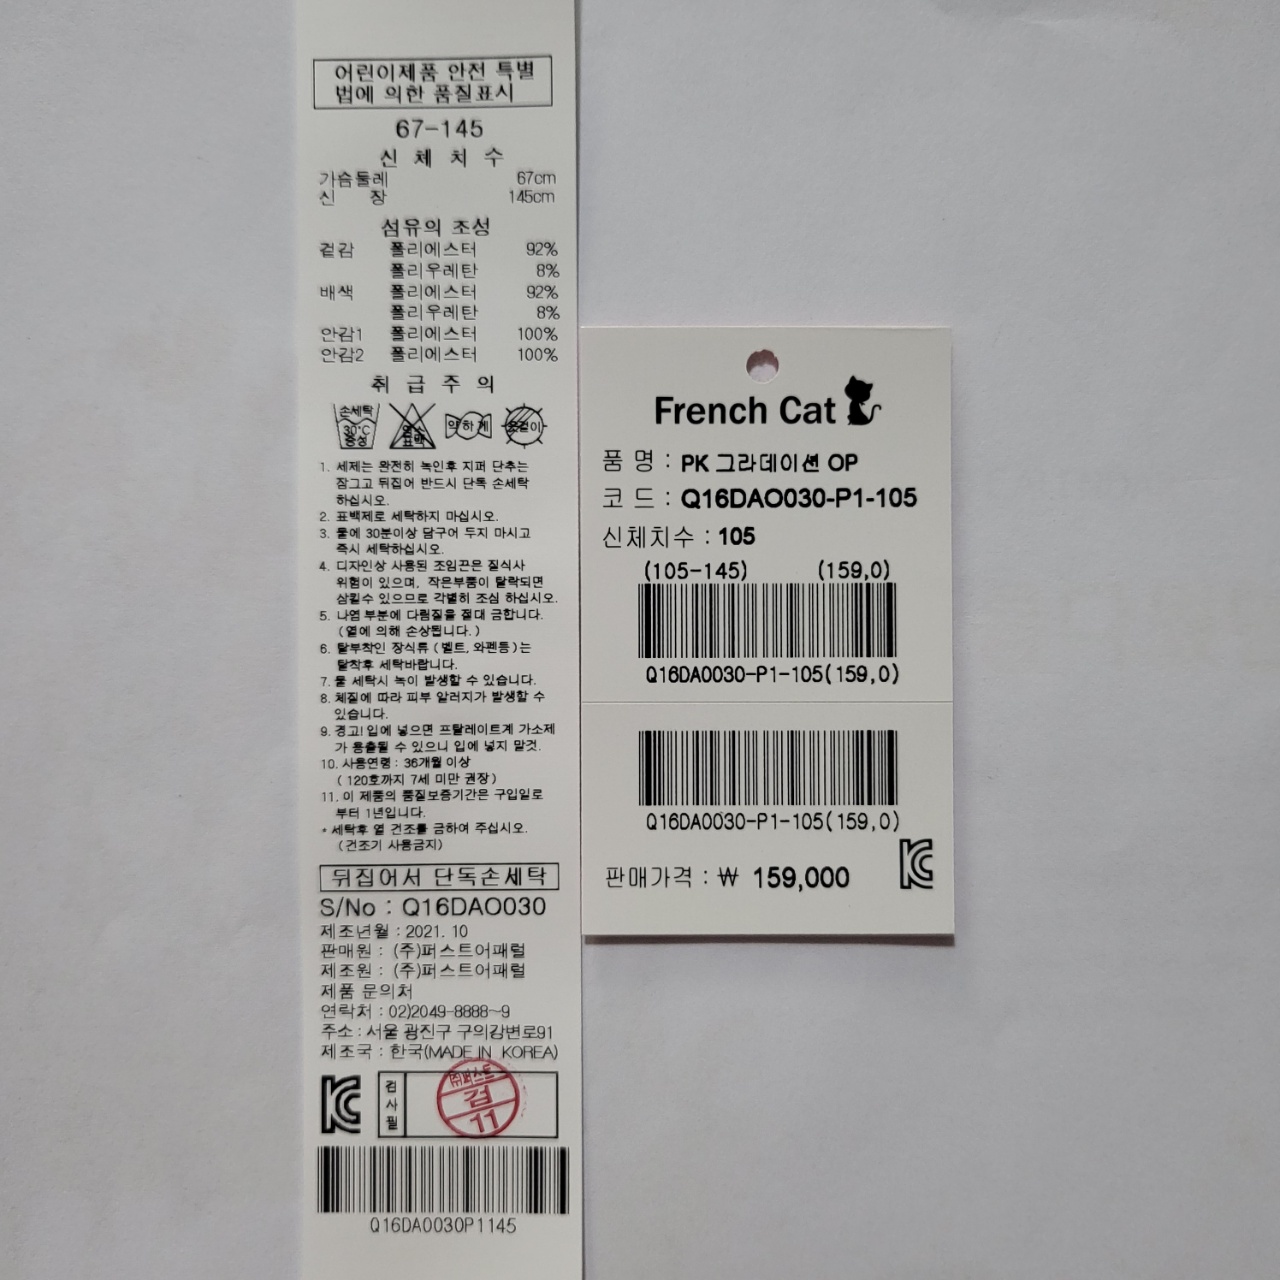 어린이제품 안전 특별
법에 의한 품질표시
67-145
신 체 치 수
가슴둘레 67cm
신 장 145cm
섬유의 조성
겉감 폴리에스터 92%
폴리우레탄 8%
배색 폴리에스터 92%
폴리우레탄 8%
안감1 폴리에스터 100%
안감2 폴리에스터 100%
취 급 주 의
손세탁
30℃
중성
염소
표백
약하게
옷걸이
1. 세제는 완전히 녹인후 지퍼 단추는
잠그고 뒤집어 반드시 단독 손세탁
하십시오.
2. 표백제로 세탁하지 마십시오.
3. 물에 30분이상 담구어 두지 마시고
즉시 세탁하십시오.
4. 디자인상 사용된 조임끈은 질식사
위험이 있으며, 작은부품이 탈락되면
삼킬수 있으므로 각별히 조심 하십시오.
5. 나염 부분에 다림질을 절대 금합니다.
(열에 의해 손상됩니다.)
6. 탈부착인 장식류 (벨트, 와펜등)는
탈착후 세탁바랍니다.
7. 물 세탁시 녹이 발생할 수 있습니다.
8. 체질에 따라 피부 알러지가 발생할 수
있습니다.
9. 경고! 입에 넣으면 프탈레이트계 가소제
가 용출될 수 있으니 입에 넣지 말것.
10. 사용연령 : 36개월 이상
( 120호까지 7세 미만 권장)
11. 이 제품의 품질보증기간은 구입일로
부터 1년입니다.
* 세탁후 열 건조를 금하여 주십시오.
(건조기 사용금지)
뒤집어서 단독손세탁
S/No : Q16DAO030
제조년월 : 2021. 10
판매원 : (주)퍼스트어패럴
제조원 : (주)퍼스트어패럴
제품 문의처
연락처 : 02)2049-8888~9
주소 : 서울 광진구 구의강변로91
제조국 : 한국(MADE IN KOREA)
KC
검사필
(주)퍼스트
검
11
Q16DAO030P1145
French Cat
품 명 : PK 그라데이션 OP
코 드 : Q16DAO030-P1-105
신체치수 : 105
(105-145) (159,0)
Q16DAO030-P1-105(159,0)
Q16DAO030-P1-105(159,0)
KC
판매가격 : ₩ 159,000